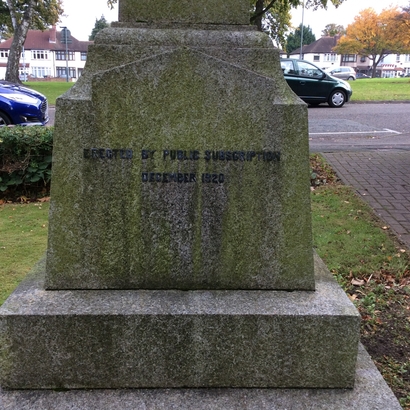 ERECTED BY PUBLIC SUBSCRIPTION
DECEMBER 1920